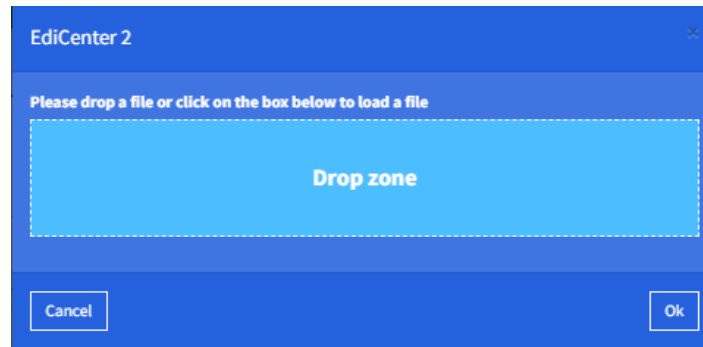 EdiCenter 2
Please drop a file or click on the box below to load a file
Drop zone
Cancel
Ok